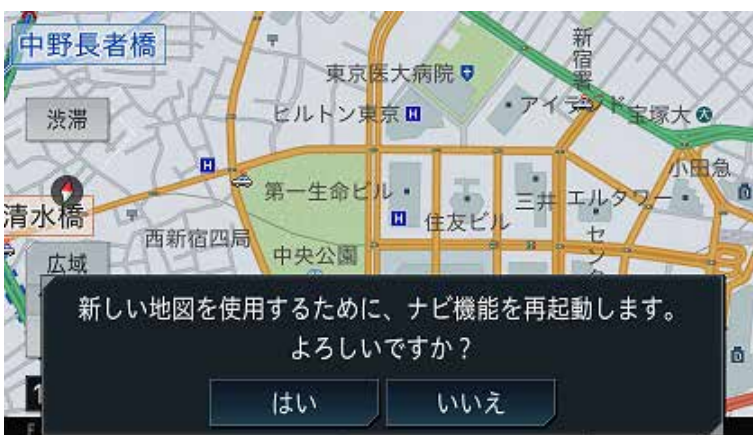 中野長者橋
新宿署
東京医大病院
渋滞
ヒルトン東京
H
アイランド
宝塚大
H
小田急
第一生命ビル
三井
エルタワー
清水橋
H
住友ビル
西新宿四局
中央公園
広域
新しい地図を使用するために、ナビ機能を再起動します。
よろしいですか?
はい
いいえ